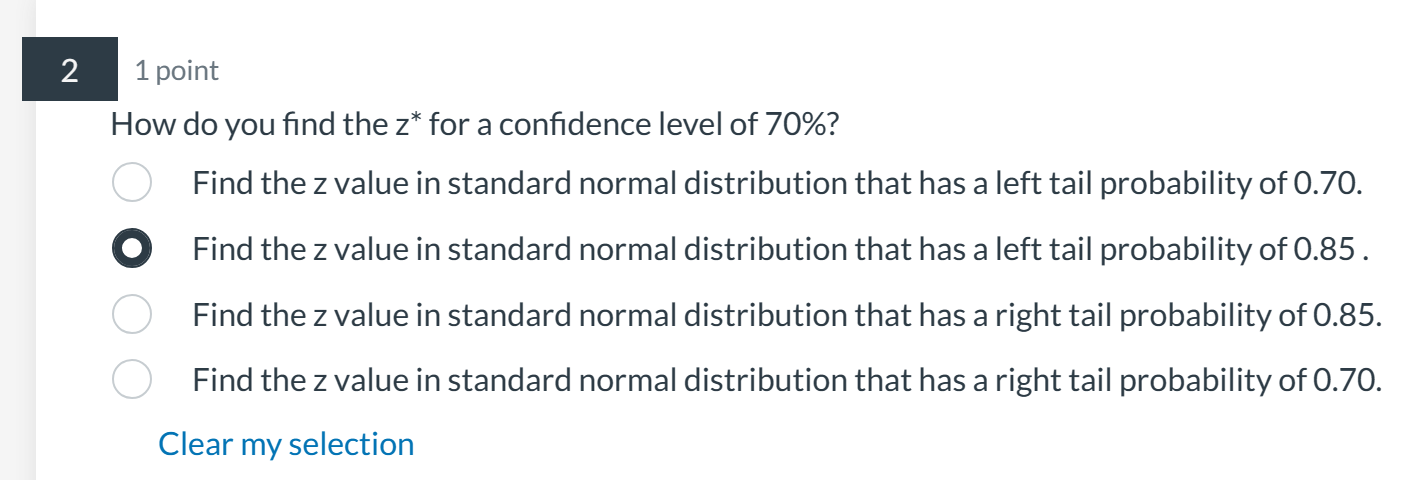 2
1 point
How do you find the z* for a confidence level of 70%?
Find the z value in standard normal distribution that has a left tail probability of 0.70.
Find the z value in standard normal distribution that has a left tail probability of 0.85 .
Find the z value in standard normal distribution that has a right tail probability of 0.85.
Find the z value in standard normal distribution that has a right tail probability of 0.70.
Clear my selection